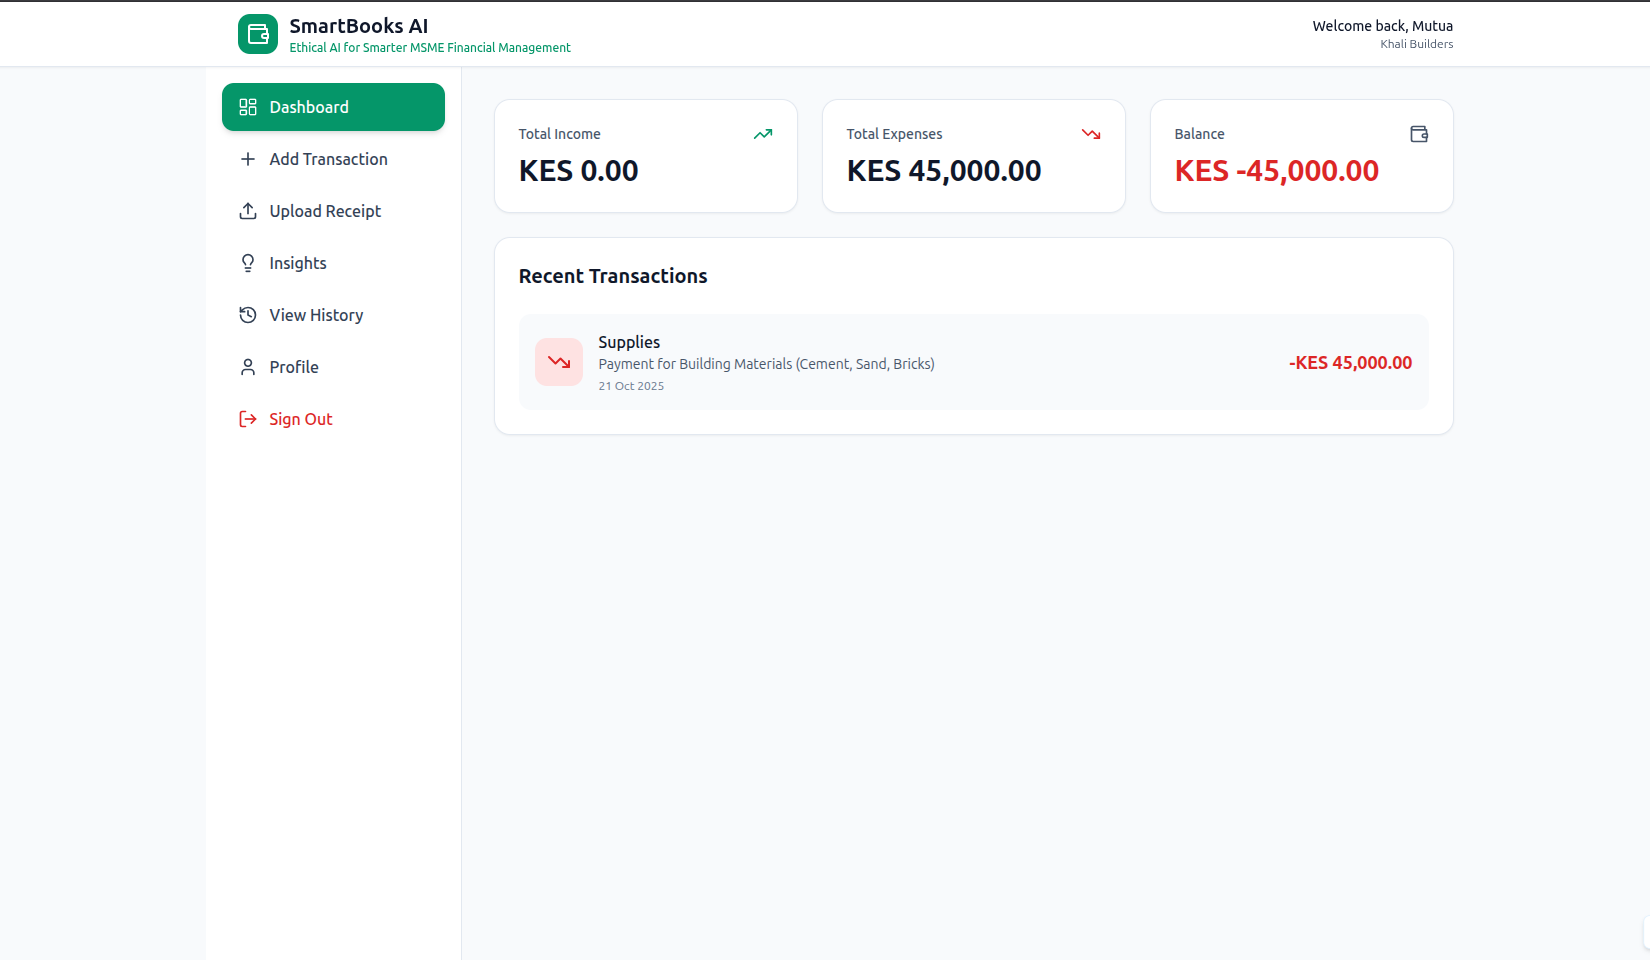 SmartBooks AI
Ethical AI for Smarter MSME Financial Management
Welcome back, Mutua
Khali Builders
Dashboard
Add Transaction
Upload Receipt
Insights
View History
Profile
Sign Out
Total Income
KES 0.00
Total Expenses
KES 45,000.00
Balance
KES -45,000.00
Recent Transactions
Supplies
Payment for Building Materials (Cement, Sand, Bricks)
21 Oct 2025
-KES 45,000.00